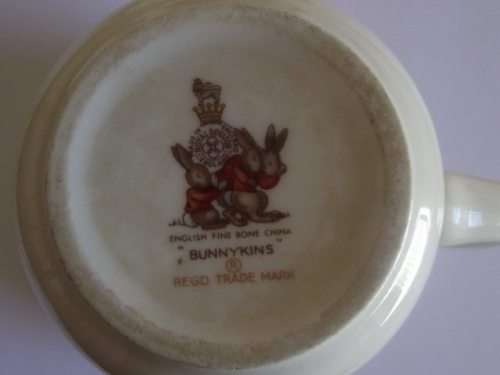 ENGLISH FINE BONE CHINA
"BUNNYKINS"
®
REGD TRADE MARK